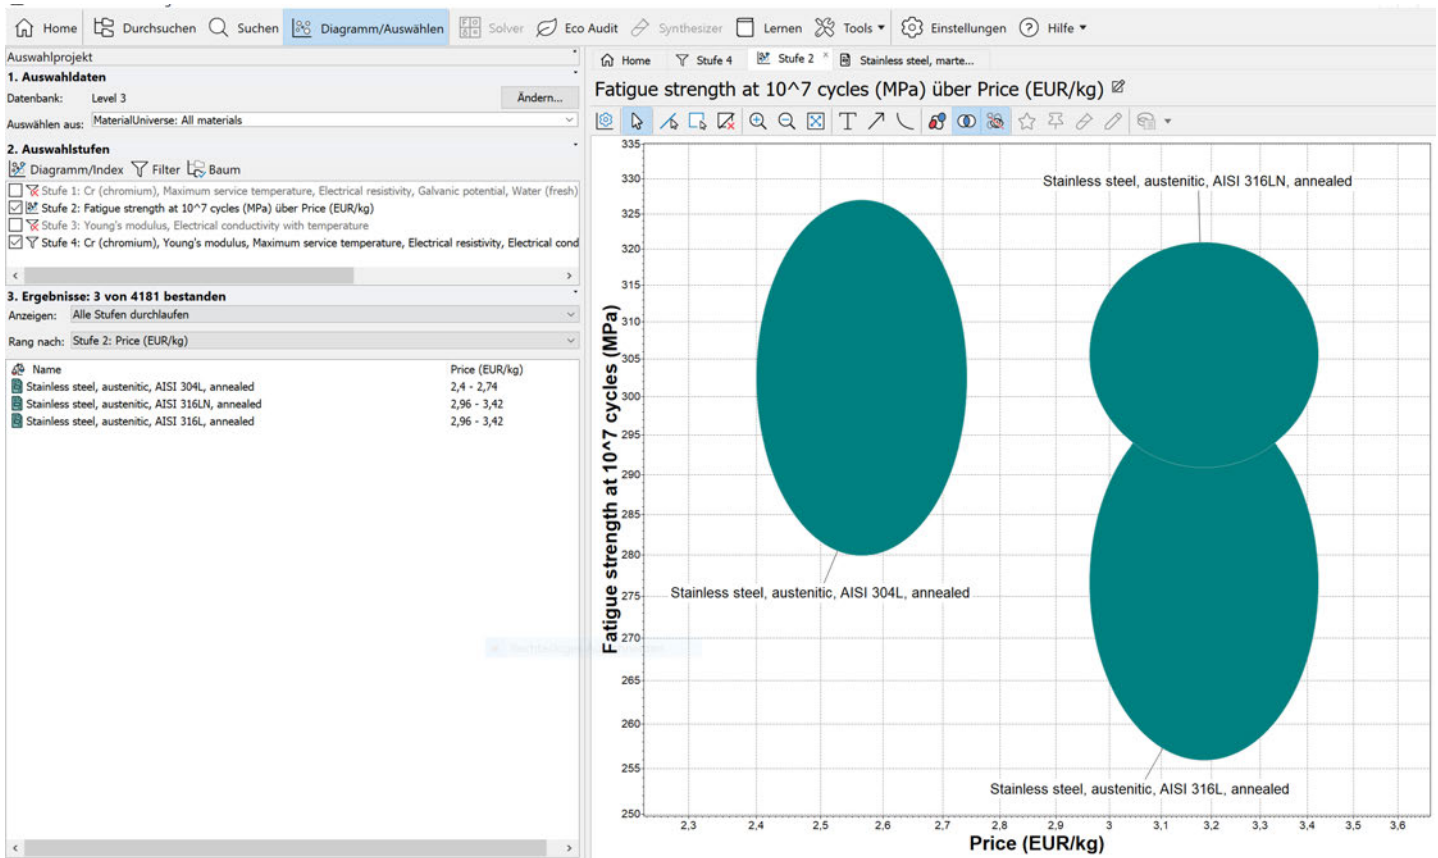 Home Durchsuchen Suchen Diagramm/Auswählen Solver Eco Audit Synthesizer Lernen Tools Einstellungen Hilfe
Auswahlprojekt
1. Auswahldaten
Datenbank: Level 3 Ändern...
Auswählen aus: MaterialUniverse: All materials
2. Auswahlstufen
Diagramm/Index Filter Baum
Stufe 1: Cr (chromium), Maximum service temperature, Electrical resistivity, Galvanic potential, Water (fresh)
Stufe 2: Fatigue strength at 10^7 cycles (MPa) über Price (EUR/kg)
Stufe 3: Young's modulus, Electrical conductivity with temperature
Stufe 4: Cr (chromium), Young's modulus, Maximum service temperature, Electrical resistivity, Electrical cond
3. Ergebnisse: 3 von 4181 bestanden
Anzeigen: Alle Stufen durchlaufen
Rang nach: Stufe 2: Price (EUR/kg)
Name Price (EUR/kg)
Stainless steel, austenitic, AISI 304L, annealed 2,4 - 2,74
Stainless steel, austenitic, AISI 316LN, annealed 2,96 - 3,42
Stainless steel, austenitic, AISI 316L, annealed 2,96 - 3,42
Home Stufe 4 Stufe 2 Stainless steel, marte...
Fatigue strength at 10^7 cycles (MPa) über Price (EUR/kg)
Fatigue strength at 10^7 cycles (MPa)
335
330
325
320
315
310
305
300
295
290
285
280
275
270
265
260
255
250
Stainless steel, austenitic, AISI 316LN, annealed
Stainless steel, austenitic, AISI 304L, annealed
Stainless steel, austenitic, AISI 316L, annealed
2,3 2,4 2,5 2,6 2,7 2,8 2,9 3 3,1 3,2 3,3 3,4 3,5 3,6
Price (EUR/kg)